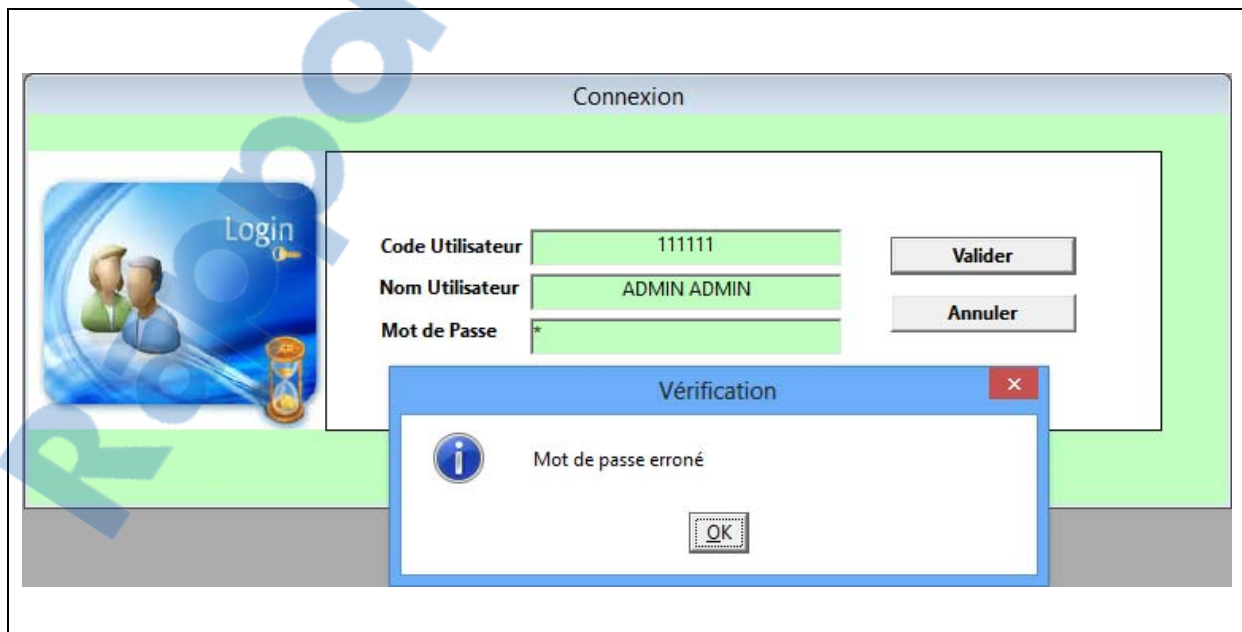 Connexion
Login
Code Utilisateur 111111 Valider
Nom Utilisateur ADMIN ADMIN
Annuler
Mot de Passe *
Vérification
Mot de passe erroné
OK
Rappo